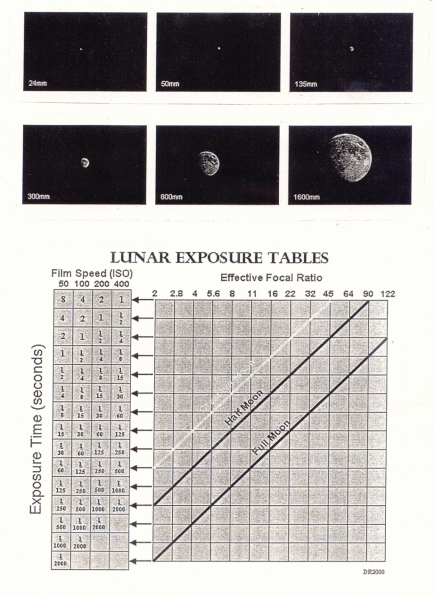 24mm
50mm
135mm
300mm
800mm
1600mm
LUNAR EXPOSURE TABLES
Film Speed (ISO)
50 100 200 400
Effective Focal Ratio
2 2.8 4 5.6 8 11 16 22 32 45 64 90 122
Exposure Time (seconds)
8 4 2 1
4 2 1 1/2
2 1 1/2 1/4
1 1/2 1/4 1/8
1/2 1/4 1/8 1/15
1/4 1/8 1/15 1/30
1/8 1/15 1/30 1/60
1/15 1/30 1/60 1/125
1/30 1/60 1/125 1/250
1/60 1/125 1/250 1/500
1/125 1/250 1/500 1/1000
1/250 1/500 1/1000 1/2000
1/500 1/1000 1/2000
1/1000 1/2000
1/2000
Half Moon
Full Moon
DR2000